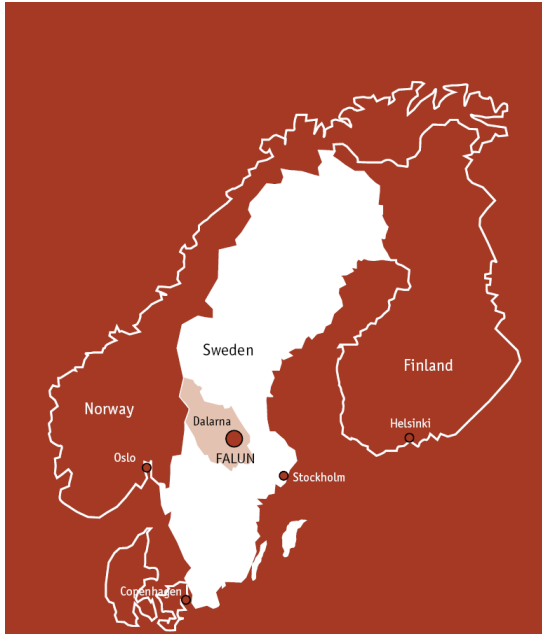 Sweden
Finland
Norway
Dalarna
Helsinki
FALUN
Oslo
Stockholm
Copenhagen